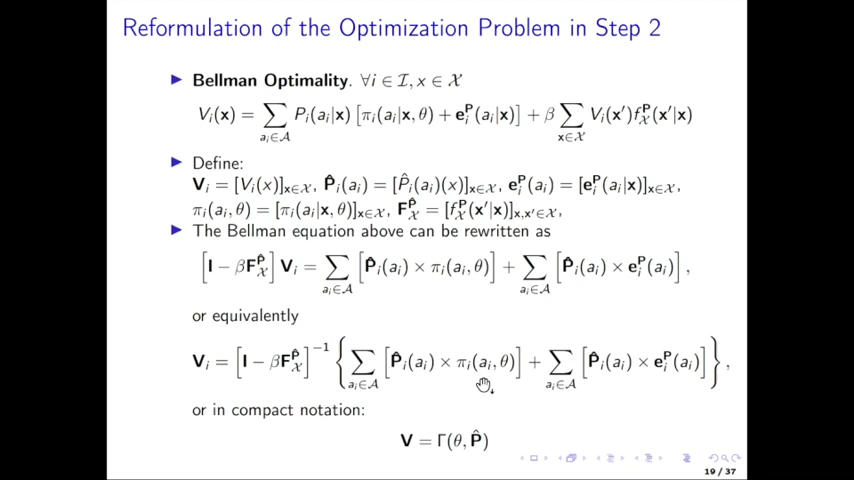 Reformulation of the Optimization Problem in Step 2
▶ Bellman Optimality. ∀i ∈ ℐ, x ∈ 𝒳
V_i(x) = ∑_{a_i∈𝒜} P_i(a_i|x) [π_i(a_i|x, θ) + e_i^P(a_i|x)] + β ∑_{x∈𝒳} V_i(x′)f_𝒳^P(x′|x)
▶ Define:
V_i = [V_i(x)]_{x∈𝒳}, P̂_i(a_i) = [P̂_i(a_i)(x)]_{x∈𝒳}, e_i^P(a_i) = [e_i^P(a_i|x)]_{x∈𝒳},
π_i(a_i, θ) = [π_i(a_i|x, θ)]_{x∈𝒳}, F_𝒳^P̂ = [f_𝒳^P(x′|x)]_{x,x′∈𝒳},
▶ The Bellman equation above can be rewritten as
[I − βF_𝒳^P̂] V_i = ∑_{a_i∈𝒜} [P̂_i(a_i) × π_i(a_i, θ)] + ∑_{a_i∈𝒜} [P̂_i(a_i) × e_i^P(a_i)],
or equivalently
V_i = [I − βF_𝒳^P̂]^{−1} {∑_{a_i∈𝒜} [P̂_i(a_i) × π_i(a_i, θ)] + ∑_{a_i∈𝒜} [P̂_i(a_i) × e_i^P(a_i)]},
or in compact notation:
V = Γ(θ, P̂)
19 / 37